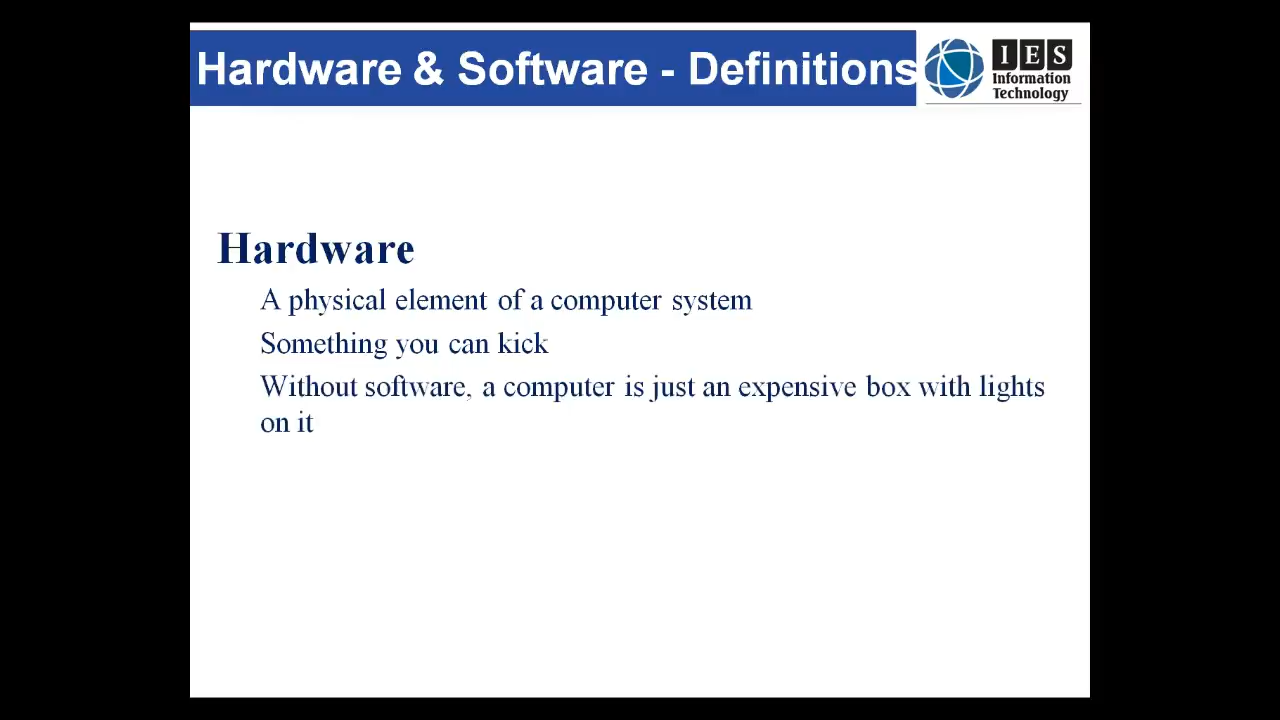 Hardware & Software - Definitions
IES
Information
Technology
Hardware
A physical element of a computer system
Something you can kick
Without software, a computer is just an expensive box with lights
on it